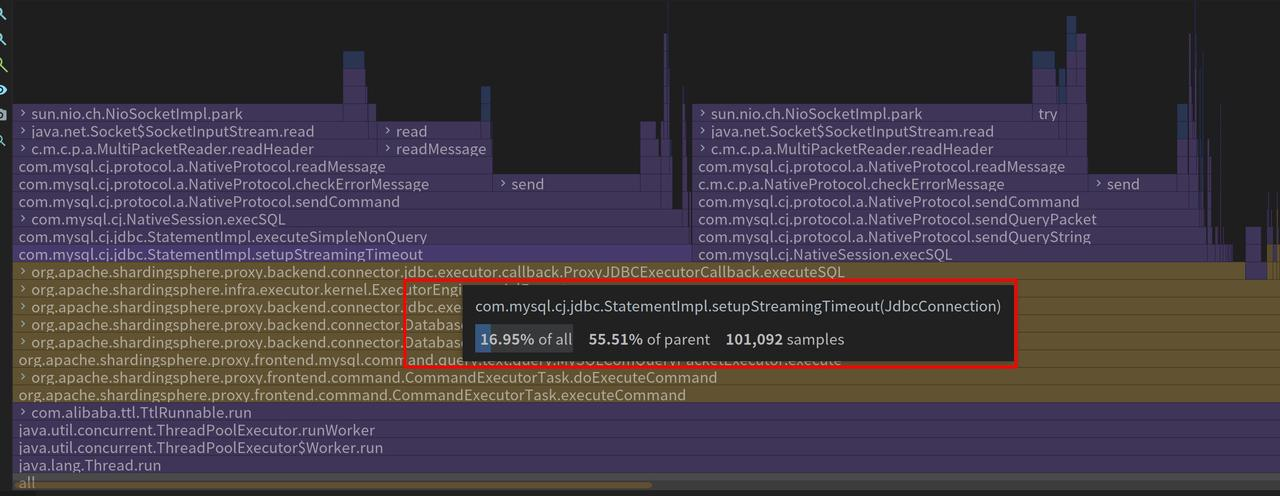 sun.nio.ch.NioSocketImpl.park sun.nio.ch.NioSocketImpl.park try
java.net.Socket$SocketInputStream.read read java.net.Socket$SocketInputStream.read
c.m.c.p.a.MultiPacketReader.readHeader readMessage c.m.c.p.a.MultiPacketReader.readHeader
com.mysql.cj.protocol.a.NativeProtocol.readMessage com.mysql.cj.protocol.a.NativeProtocol.readMessage
com.mysql.cj.protocol.a.NativeProtocol.checkErrorMessage send c.m.c.p.a.NativeProtocol.checkErrorMessage send
com.mysql.cj.protocol.a.NativeProtocol.sendCommand com.mysql.cj.protocol.a.NativeProtocol.sendCommand
com.mysql.cj.NativeSession.execSQL com.mysql.cj.protocol.a.NativeProtocol.sendQueryPacket
com.mysql.cj.jdbc.StatementImpl.executeSimpleNonQuery com.mysql.cj.protocol.a.NativeProtocol.sendQueryString
com.mysql.cj.jdbc.StatementImpl.setupStreamingTimeout com.mysql.cj.NativeSession.execSQL
org.apache.shardingsphere.proxy.backend.connector.jdbc.executor.callback.ProxyJDBCExecutorCallback.executeSQL
org.apache.shardingsphere.infra.executor.kernel.ExecutorEngi
org.apache.shardingsphere.proxy.backend.connector.jdbc.exe
com.mysql.cj.jdbc.StatementImpl.setupStreamingTimeout(JdbcConnection)
org.apache.shardingsphere.proxy.backend.connector.Databas
org.apache.shardingsphere.proxy.backend.connector.Databas
16.95% of all 55.51% of parent 101,092 samples
org.apache.shardingsphere.proxy.frontend.mysql.command.query.text.query.MySQLComQueryPacketExecutor.execute
org.apache.shardingsphere.proxy.frontend.command.CommandExecutorTask.doExecuteCommand
org.apache.shardingsphere.proxy.frontend.command.CommandExecutorTask.executeCommand
com.alibaba.ttl.TtlRunnable.run
java.util.concurrent.ThreadPoolExecutor.runWorker
java.util.concurrent.ThreadPoolExecutor$Worker.run
java.lang.Thread.run
all